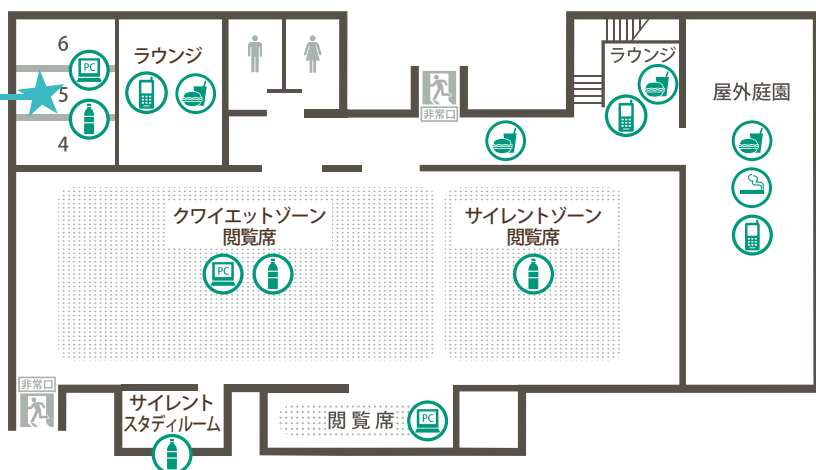 6
PC
5
4
ラウンジ
非常口
ラウンジ
屋外庭園
クワイエットゾーン
閲覧席
PC
サイレントゾーン
閲覧席
非常口
サイレント
スタディルーム
閲覧席
PC